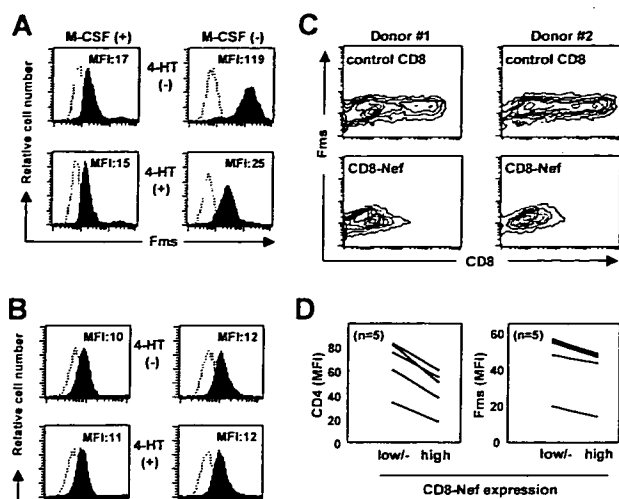 A
M-CSF (+)
M-CSF (-)
Relative cell number
MFI:17
4-HT
(-)
MFI:119
MFI:15
4-HT
(+)
MFI:25
Fms
B
Relative cell number
MFI:10
4-HT
(-)
MFI:12
MFI:11
4-HT
(+)
MFI:12
C
Donor #1
Donor #2
control CD8
control CD8
Fms
CD8-Nef
CD8-Nef
CD8
D
(n=5)
CD4 (MFI)
80
60
40
20
0
low/-
high
(n=5)
Fms (MFI)
60
40
20
0
low/-
high
CD8-Nef expression